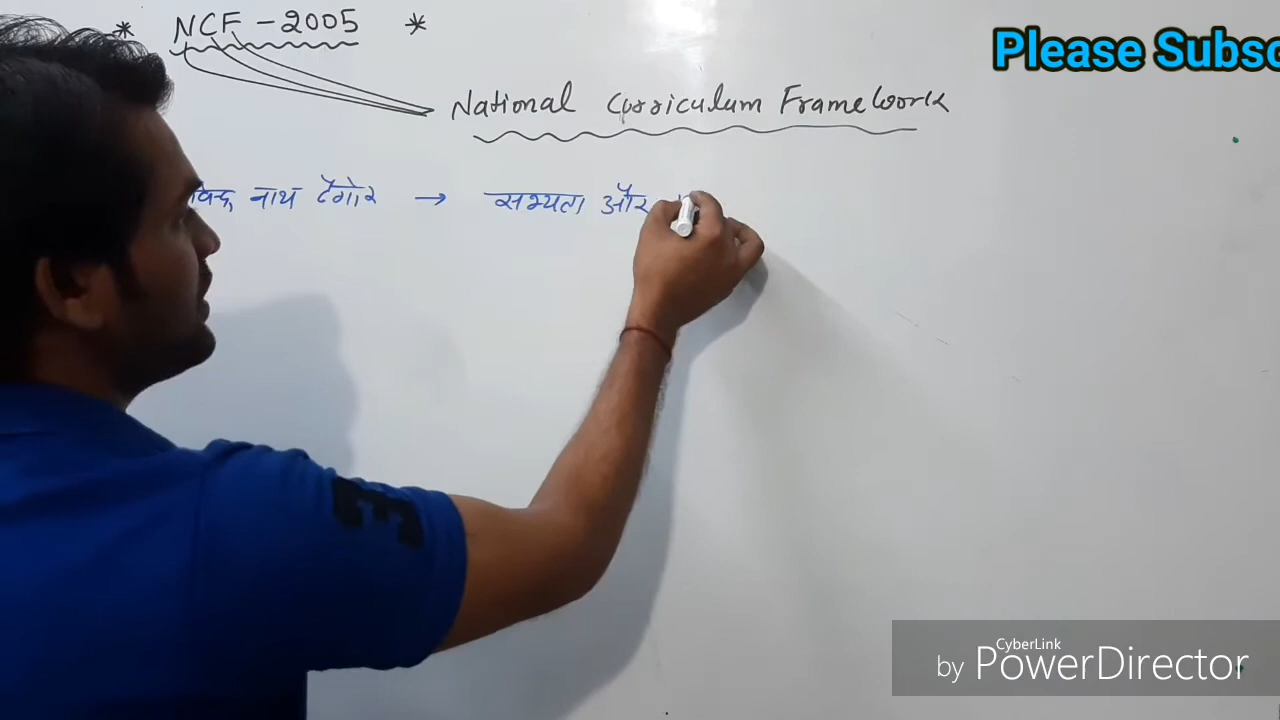 * NCF - 2005 *
Please Subsc
National Curriculum Framework
नाथ टैगोर → सभ्यता और
CyberLink
by PowerDirector